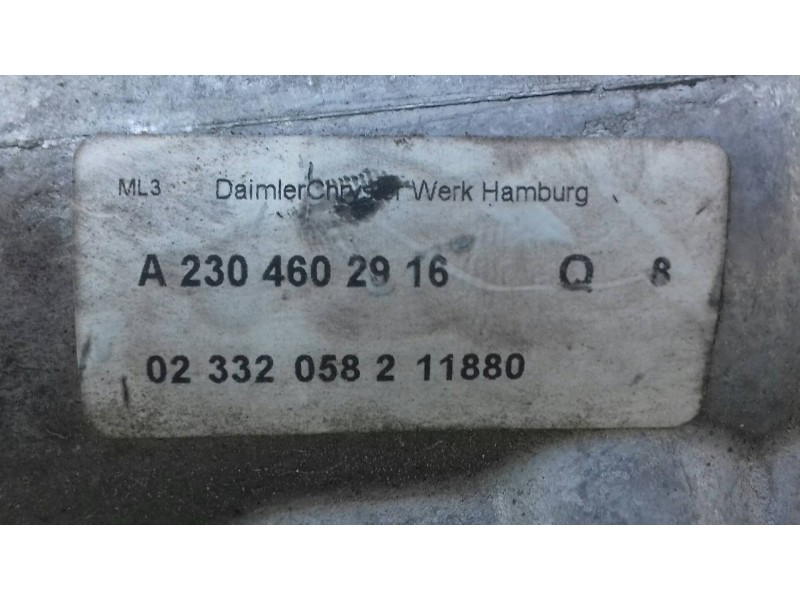 ML3 DaimlerChrysler Werk Hamburg
A 230 460 29 16 Q 8
02 332 058 2 11880